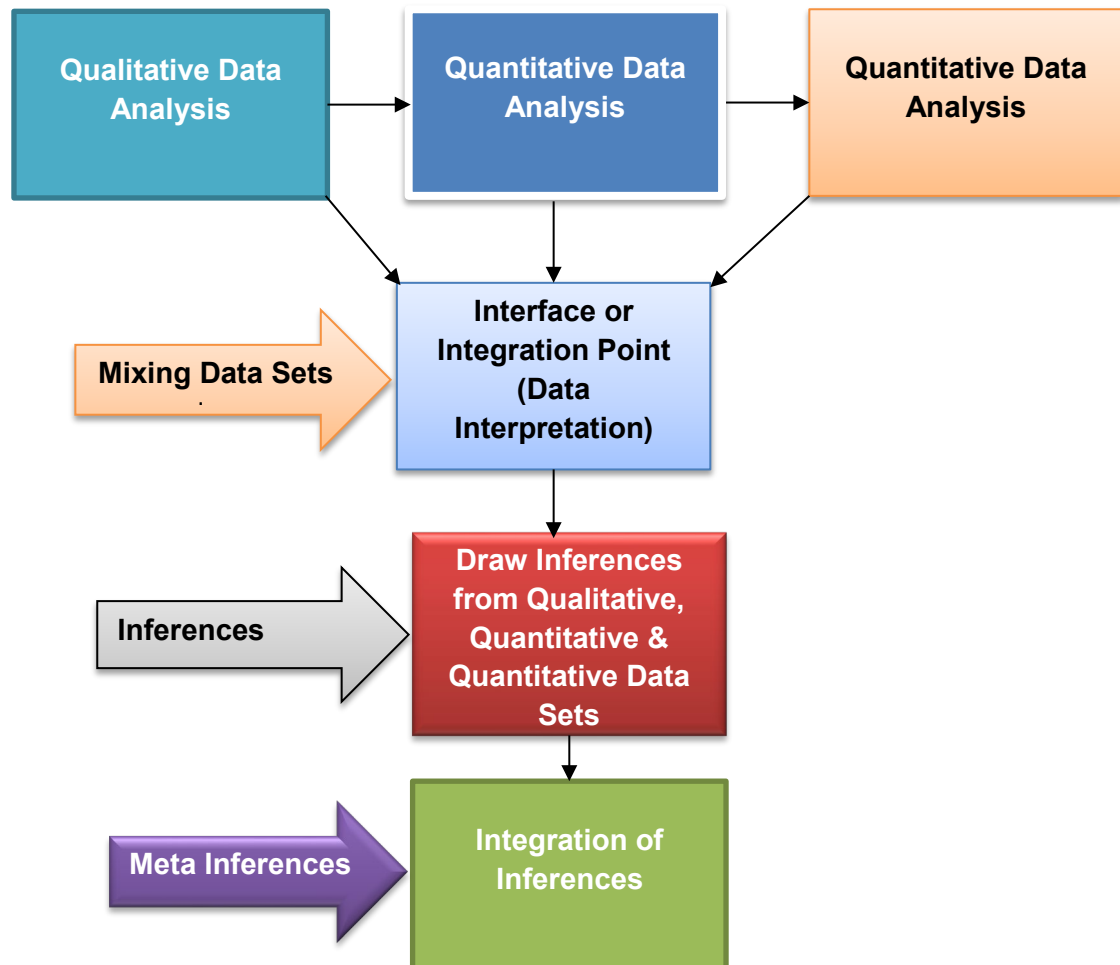 Qualitative Data
Analysis
Quantitative Data
Analysis
Quantitative Data
Analysis
Interface or
Integration Point
(Data
Interpretation)
Mixing Data Sets
.
Draw Inferences
from Qualitative,
Quantitative &
Quantitative Data
Sets
Inferences
Integration of
Inferences
Meta Inferences